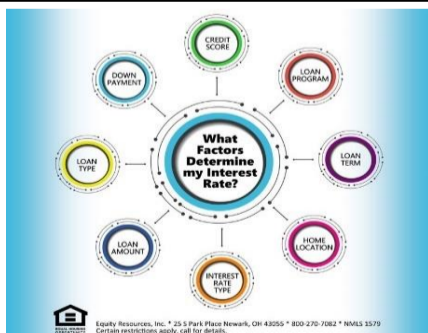 CREDIT
SCORE
DOWN
PAYMENT
LOAN
PROGRAM
What
Factors
Determine
my Interest
Rate?
LOAN
TYPE
LOAN
TERM
LOAN
AMOUNT
HOME
LOCATION
INTEREST
RATE
TYPE
Equity Resources, Inc. * 25 S Park Place Newark, OH 43055 * 800-270-7082 * NMLS 1579
Certain restrictions apply, call for details.